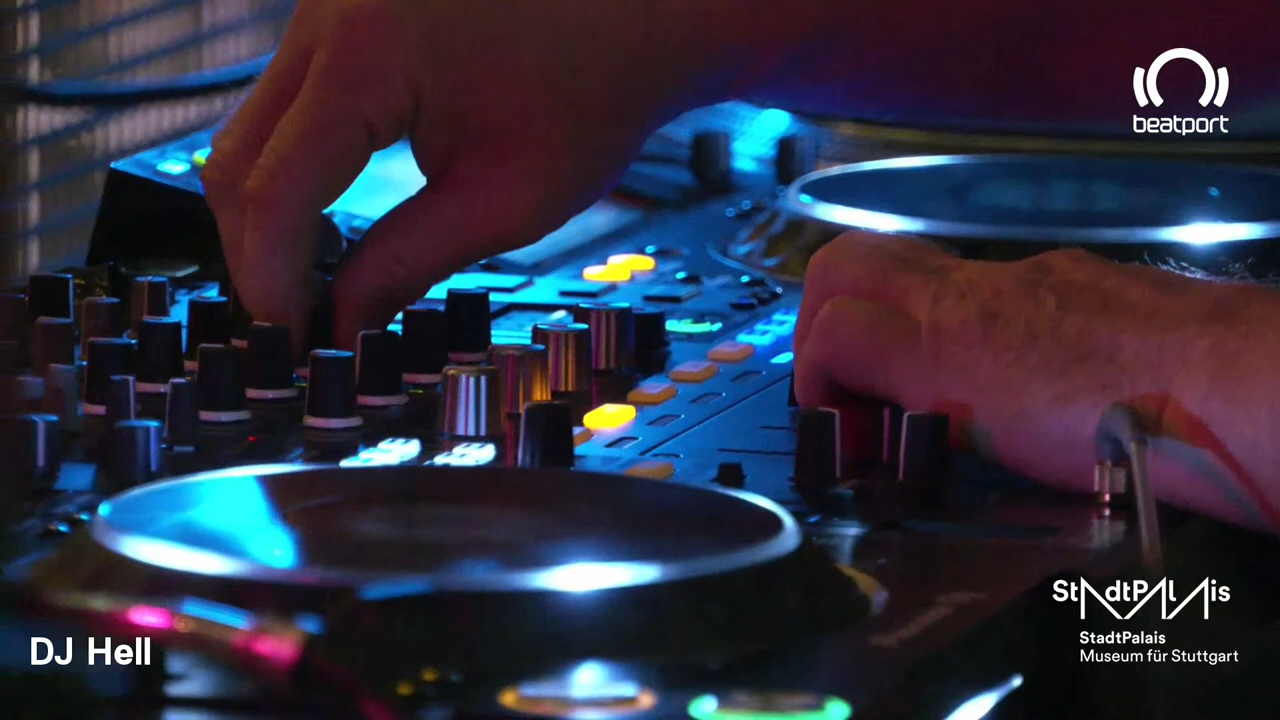 beatport
StadtPalais
StadtPalais
Museum für Stuttgart
DJ Hell